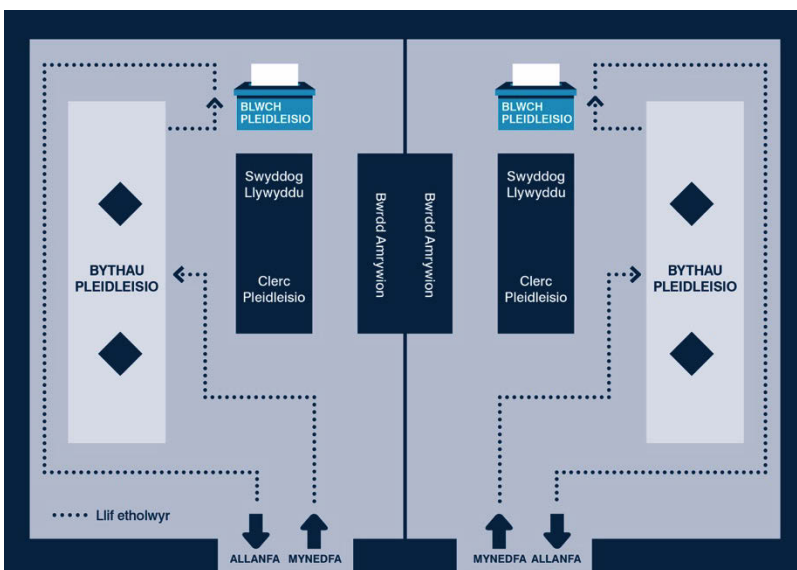 BLWCH
PLEIDLEISIO
Swyddog
Llywyddu
Clerc
Pleidleisio
BYTHAU
PLEIDLEISIO
Bwrdd Amrywion
Bwrdd Amrywion
BLWCH
PLEIDLEISIO
Swyddog
Llywyddu
Clerc
Pleidleisio
BYTHAU
PLEIDLEISIO
Llif etholwyr
ALLANFA MYNEDFA
MYNEDFA ALLANFA